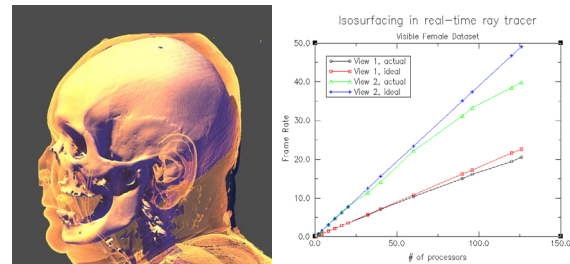 Isosurfacing in real-time ray tracer
Visible Female Dataset
50.0
40.0
30.0
20.0
10.0
0.0
Frame Rate
View 1, actual
View 1, ideal
View 2, actual
View 2, ideal
0.0
50.0
100.0
150.0
# of processors